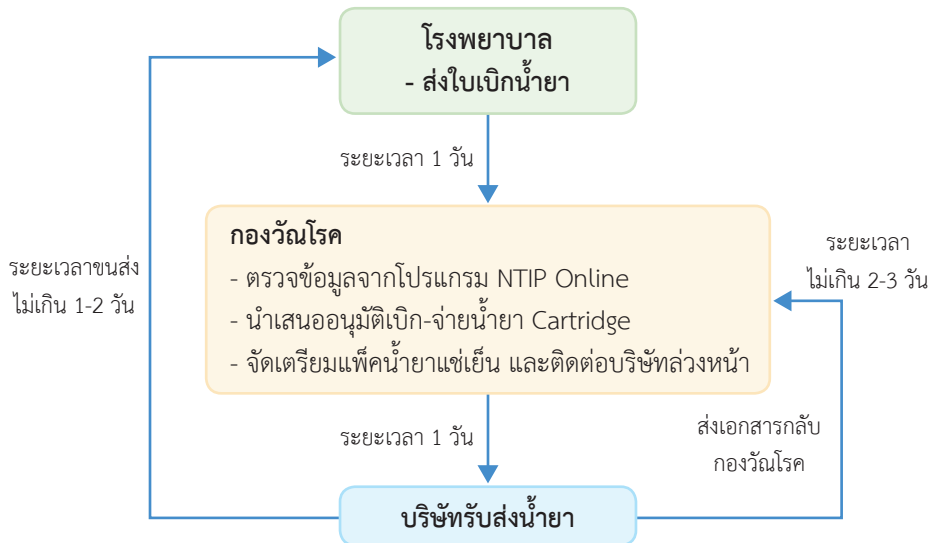 โรงพยาบาล
- ส่งใบเบิกน้ำยา
ระยะเวลา 1 วัน
กองวัณโรค
- ตรวจข้อมูลจากโปรแกรม NTIP Online
- นำเสนออนุมัติเบิก-จ่ายน้ำยา Cartridge
- จัดเตรียมแพ็คน้ำยาแช่เย็น และติดต่อบริษัทล่วงหน้า
ระยะเวลาขนส่ง
ไม่เกิน 1-2 วัน
ระยะเวลา
ไม่เกิน 2-3 วัน
ระยะเวลา 1 วัน
ส่งเอกสารกลับ
กองวัณโรค
บริษัทรับส่งน้ำยา